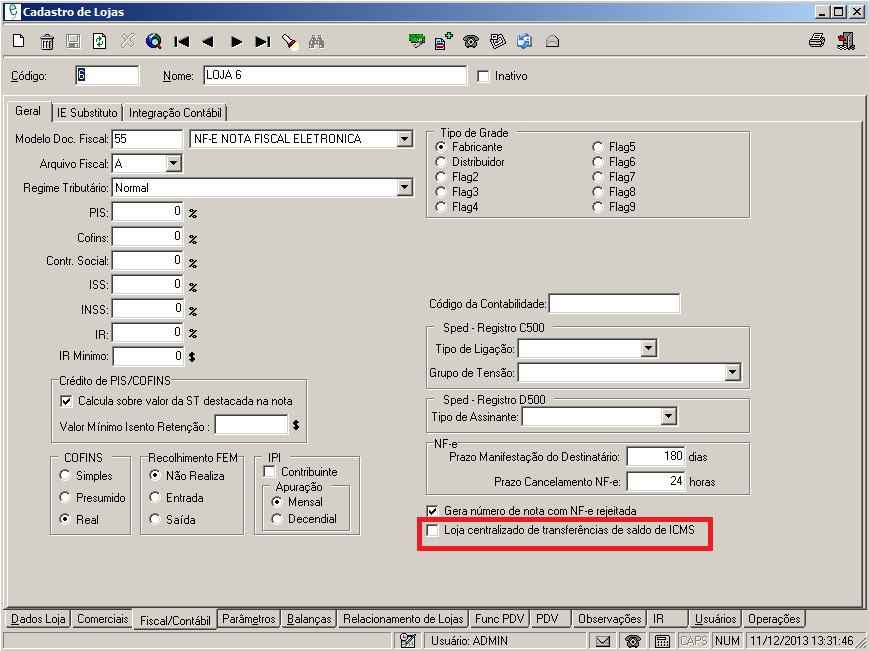 Cadastro de Lojas
Código: 6 Nome: LOJA 6 Inativo
Geral IE Substituto Integração Contábil
Modelo Doc. Fiscal: 55 NF-E NOTA FISCAL ELETRONICA
Arquivo Fiscal: A
Regime Tributário: Normal
PIS: 0 %
Cofins: 0 %
Contr. Social: 0 %
ISS: 0 %
INSS: 0 %
IR: 0 %
IR Minimo: 0 $
Crédito de PIS/COFINS
Calcula sobre valor da ST destacada na nota
Valor Mínimo Isento Retenção : $
COFINS
Simples
Presumido
Real
Recolhimento FEM
Não Realiza
Entrada
Saída
IPI
Contribuinte
Apuração
Mensal
Decendial
Tipo de Grade
Fabricante Flag5
Distribuidor Flag6
Flag2 Flag7
Flag3 Flag8
Flag4 Flag9
Código da Contabilidade:
Sped - Registro C500
Tipo de Ligação:
Grupo de Tensão:
Sped - Registro D500
Tipo de Assinante:
NF-e
Prazo Manifestação do Destinatário: 180 dias
Prazo Cancelamento NF-e: 24 horas
Gera número de nota com NF-e rejeitada
Loja centralizado de transferências de saldo de ICMS
Dados Loja Comerciais Fiscal/Contábil Parâmetros Balanças Relacionamento de Lojas Func PDV PDV Observações IR Usuários Operações
Usuário: ADMIN CAPS NUM 11/12/2013 13:31:46